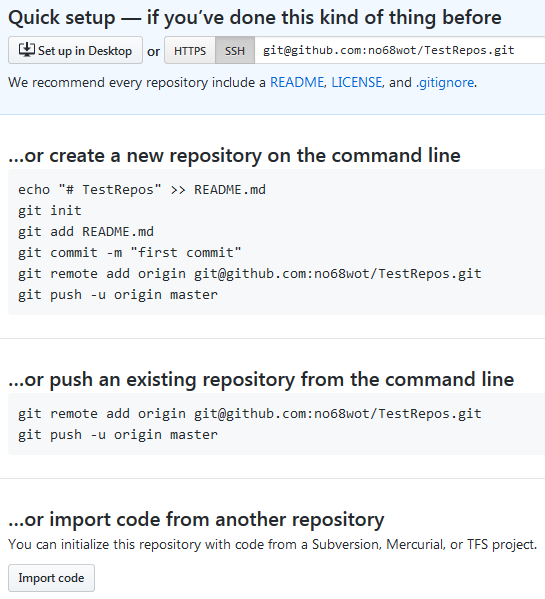 Quick setup — if you’ve done this kind of thing before
Set up in Desktop or HTTPS SSH git@github.com:no68wot/TestRepos.git
We recommend every repository include a README, LICENSE, and .gitignore.
…or create a new repository on the command line
echo "# TestRepos" >> README.md
git init
git add README.md
git commit -m "first commit"
git remote add origin git@github.com:no68wot/TestRepos.git
git push -u origin master
…or push an existing repository from the command line
git remote add origin git@github.com:no68wot/TestRepos.git
git push -u origin master
…or import code from another repository
You can initialize this repository with code from a Subversion, Mercurial, or TFS project.
Import code